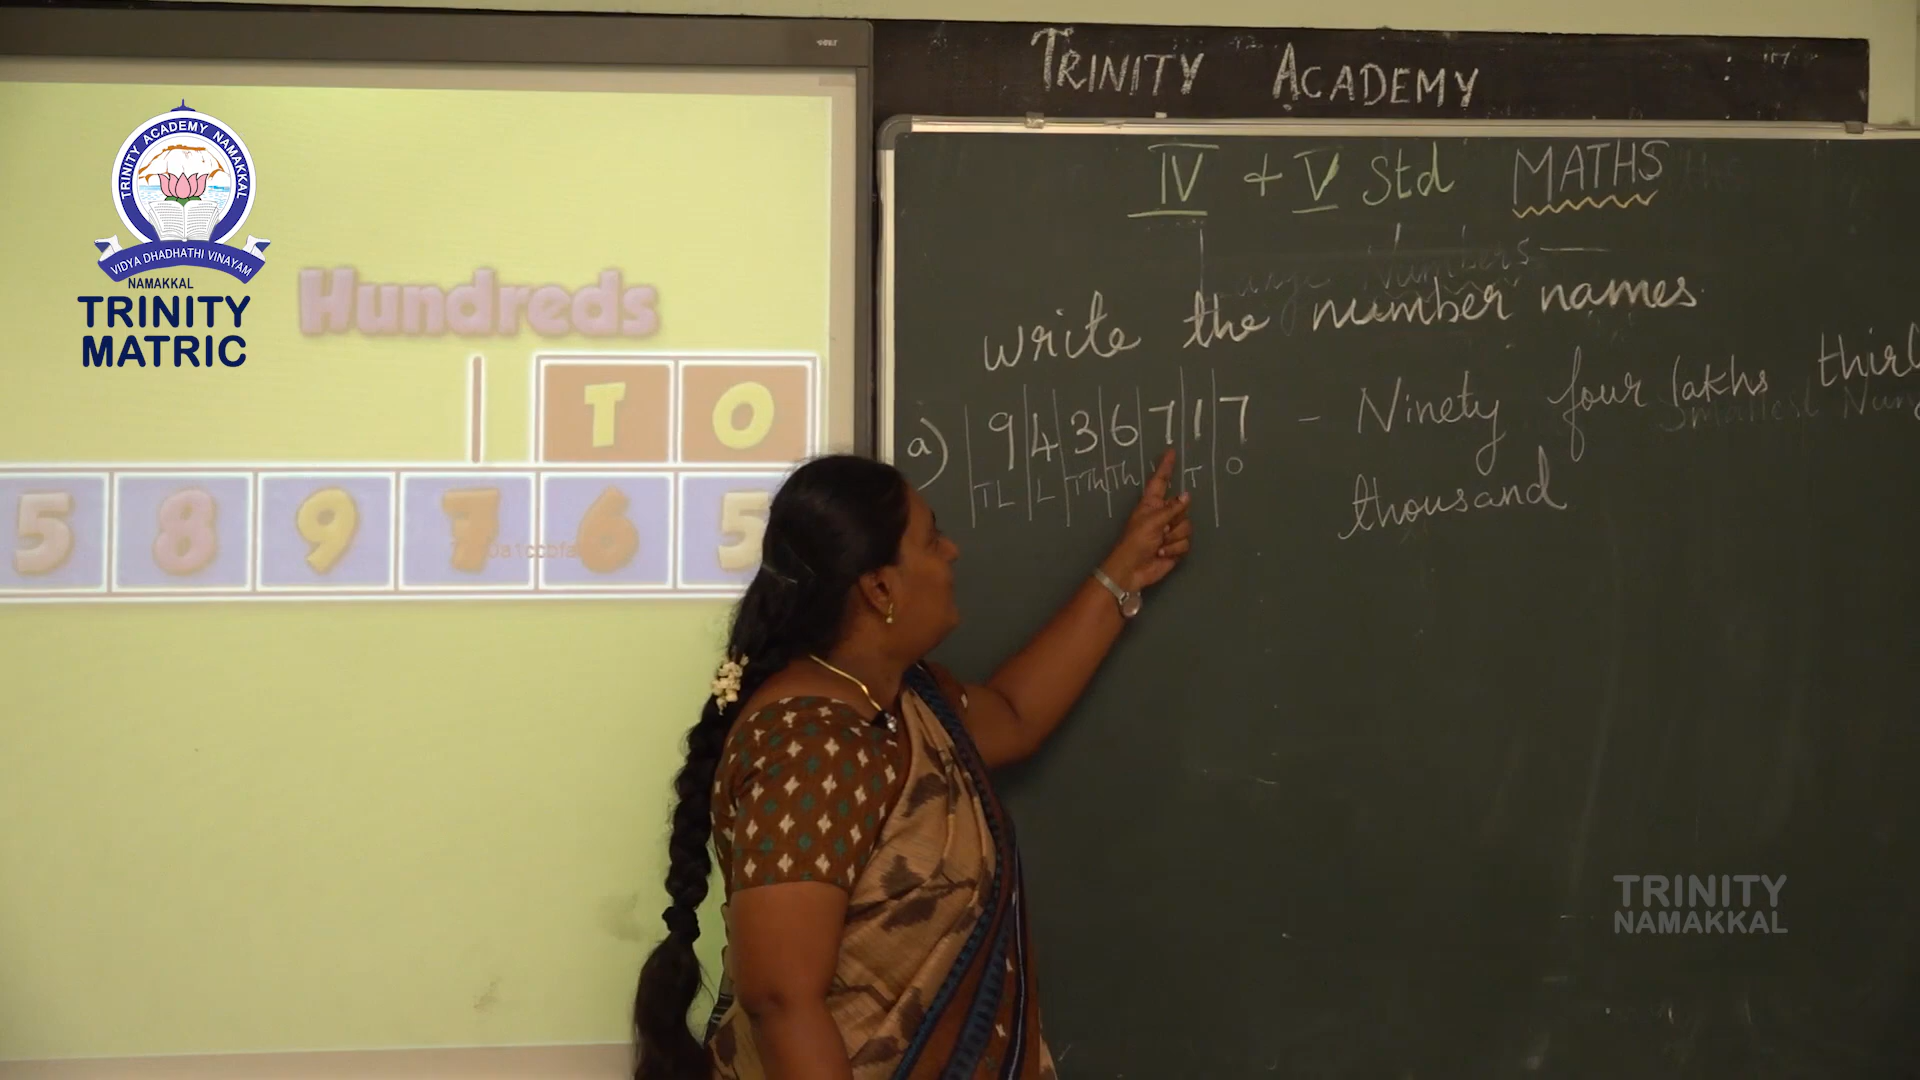 TRINITY ACADEMY NAMAKKAL
VIDYA DHADHATHI VINAYAM
NAMAKKAL
TRINITY
MATRIC
Hundreds
T O
5 8 9 7 6 5
TRINITY ACADEMY
IV + V Std MATHS
Large Numbers
write the number names
a) 9 4 3 6 7 1 7 - Ninety four lakhs
TL L TTh Th T O
thousand
TRINITY
NAMAKKAL